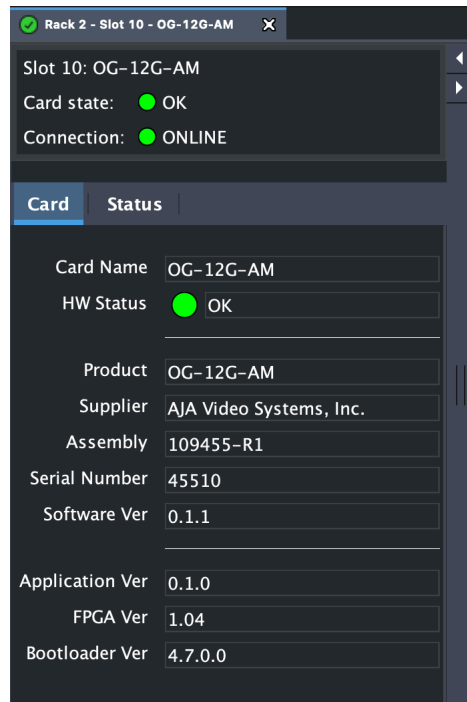 Rack 2 - Slot 10 - OG-12G-AM
Slot 10: OG-12G-AM
Card state: OK
Connection: ONLINE
Card Status
Card Name OG-12G-AM
HW Status OK
Product OG-12G-AM
Supplier AJA Video Systems, Inc.
Assembly 109455-R1
Serial Number 45510
Software Ver 0.1.1
Application Ver 0.1.0
FPGA Ver 1.04
Bootloader Ver 4.7.0.0